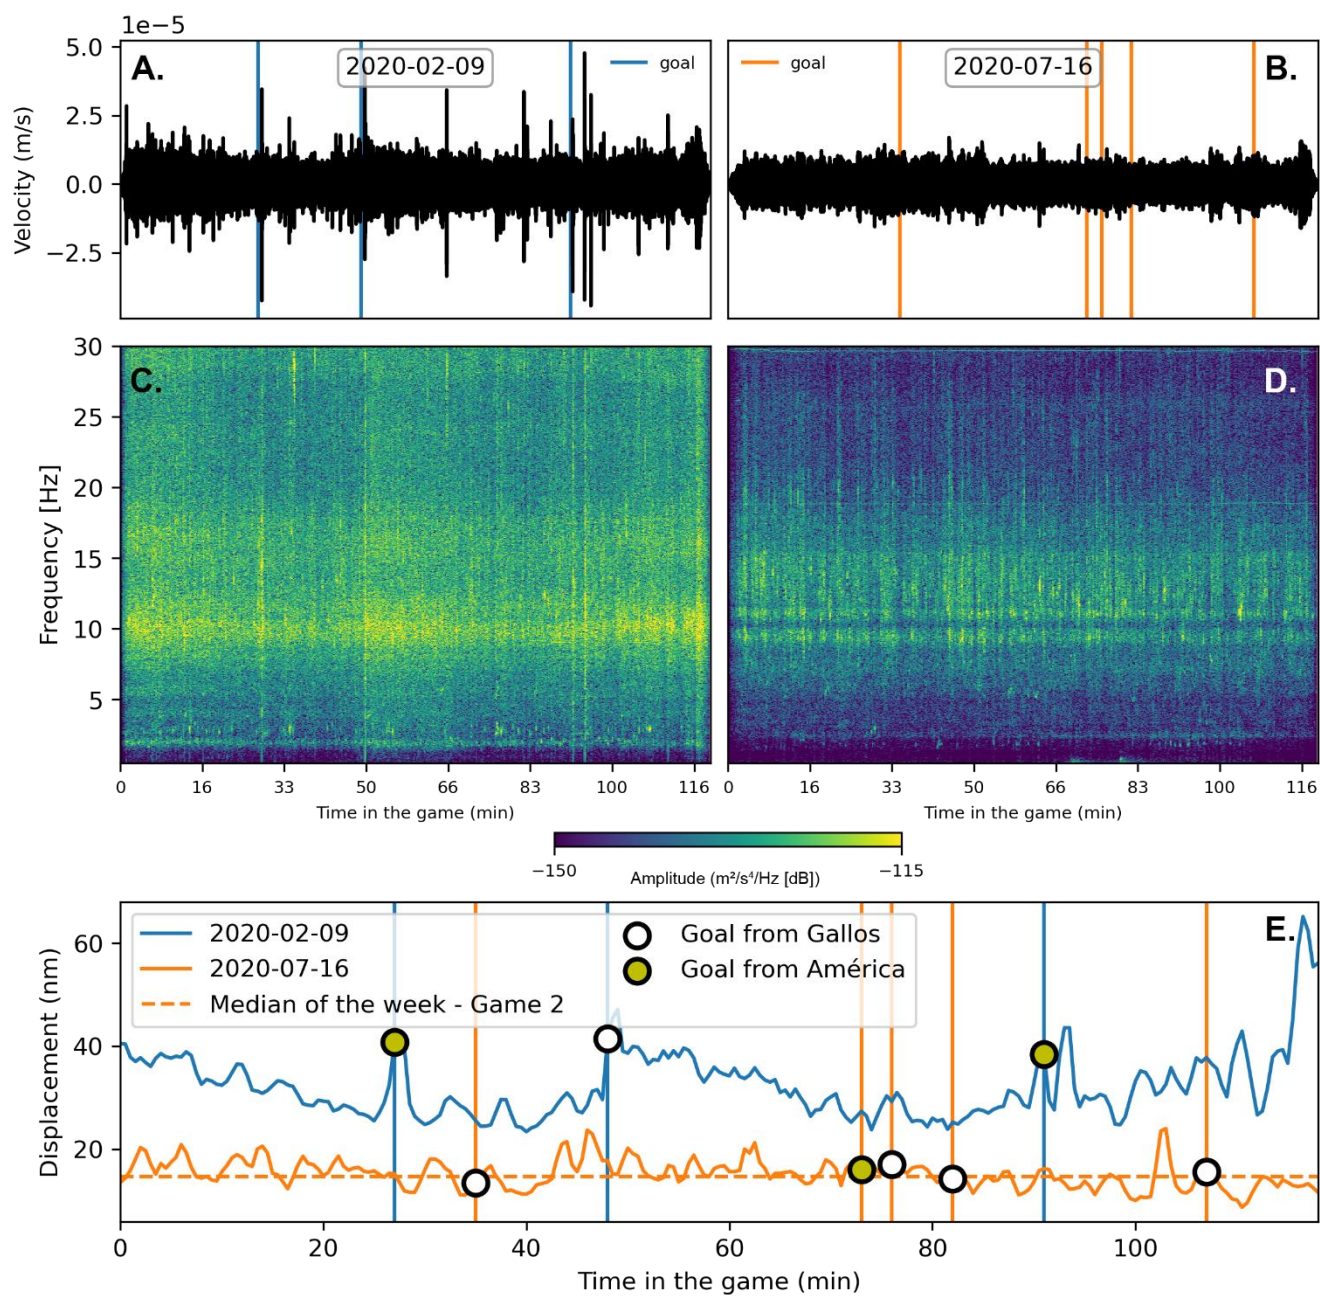 1e−5
A.
2020-02-09
goal
goal
2020-07-16
B.
5.0
2.5
0.0
−2.5
Velocity (m/s)
C.
D.
30
25
20
15
10
5
Frequency [Hz]
0 16 33 50 66 83 100 116
Time in the game (min)
0 16 33 50 66 83 100 116
Time in the game (min)
−150
−115
Amplitude (m²/s⁴/Hz [dB])
E.
2020-02-09
2020-07-16
Median of the week - Game 2
Goal from Gallos
Goal from América
60
40
20
Displacement (nm)
0 20 40 60 80 100
Time in the game (min)